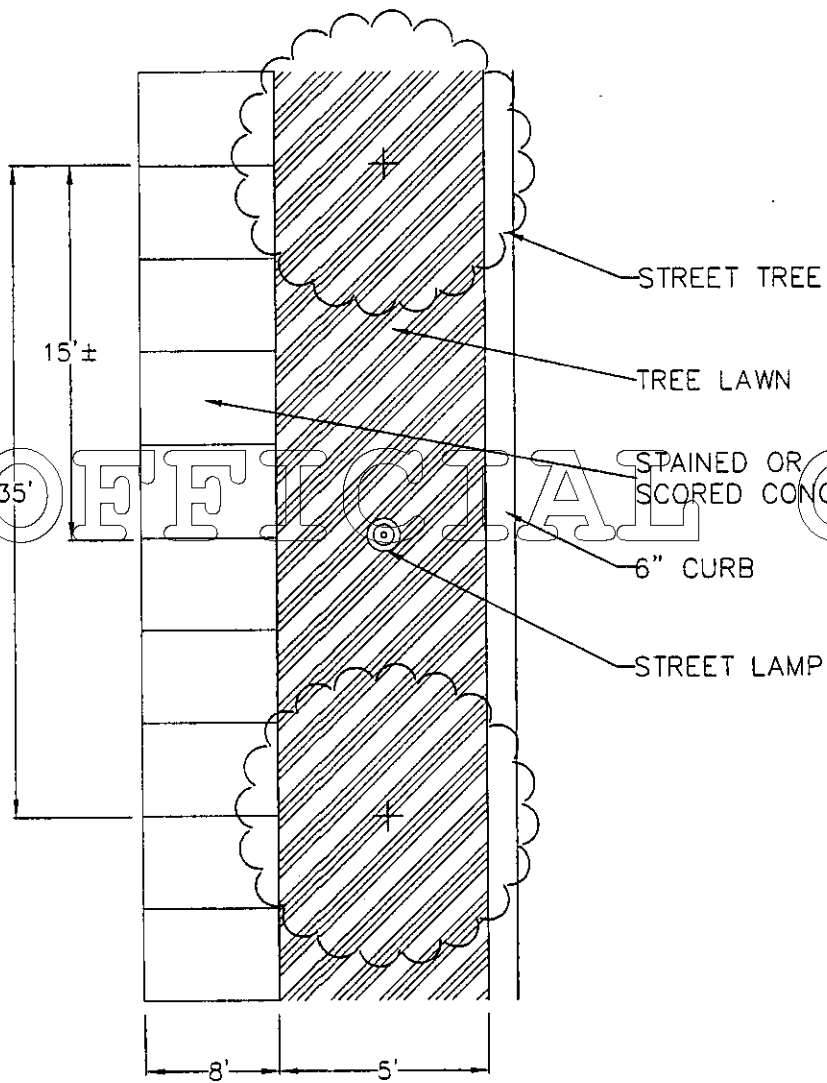 STREET TREE
TREE LAWN
15'±
STAINED OR
SCORED CONC
35'
OFFICIAL C
6" CURB
STREET LAMP
8'
5'